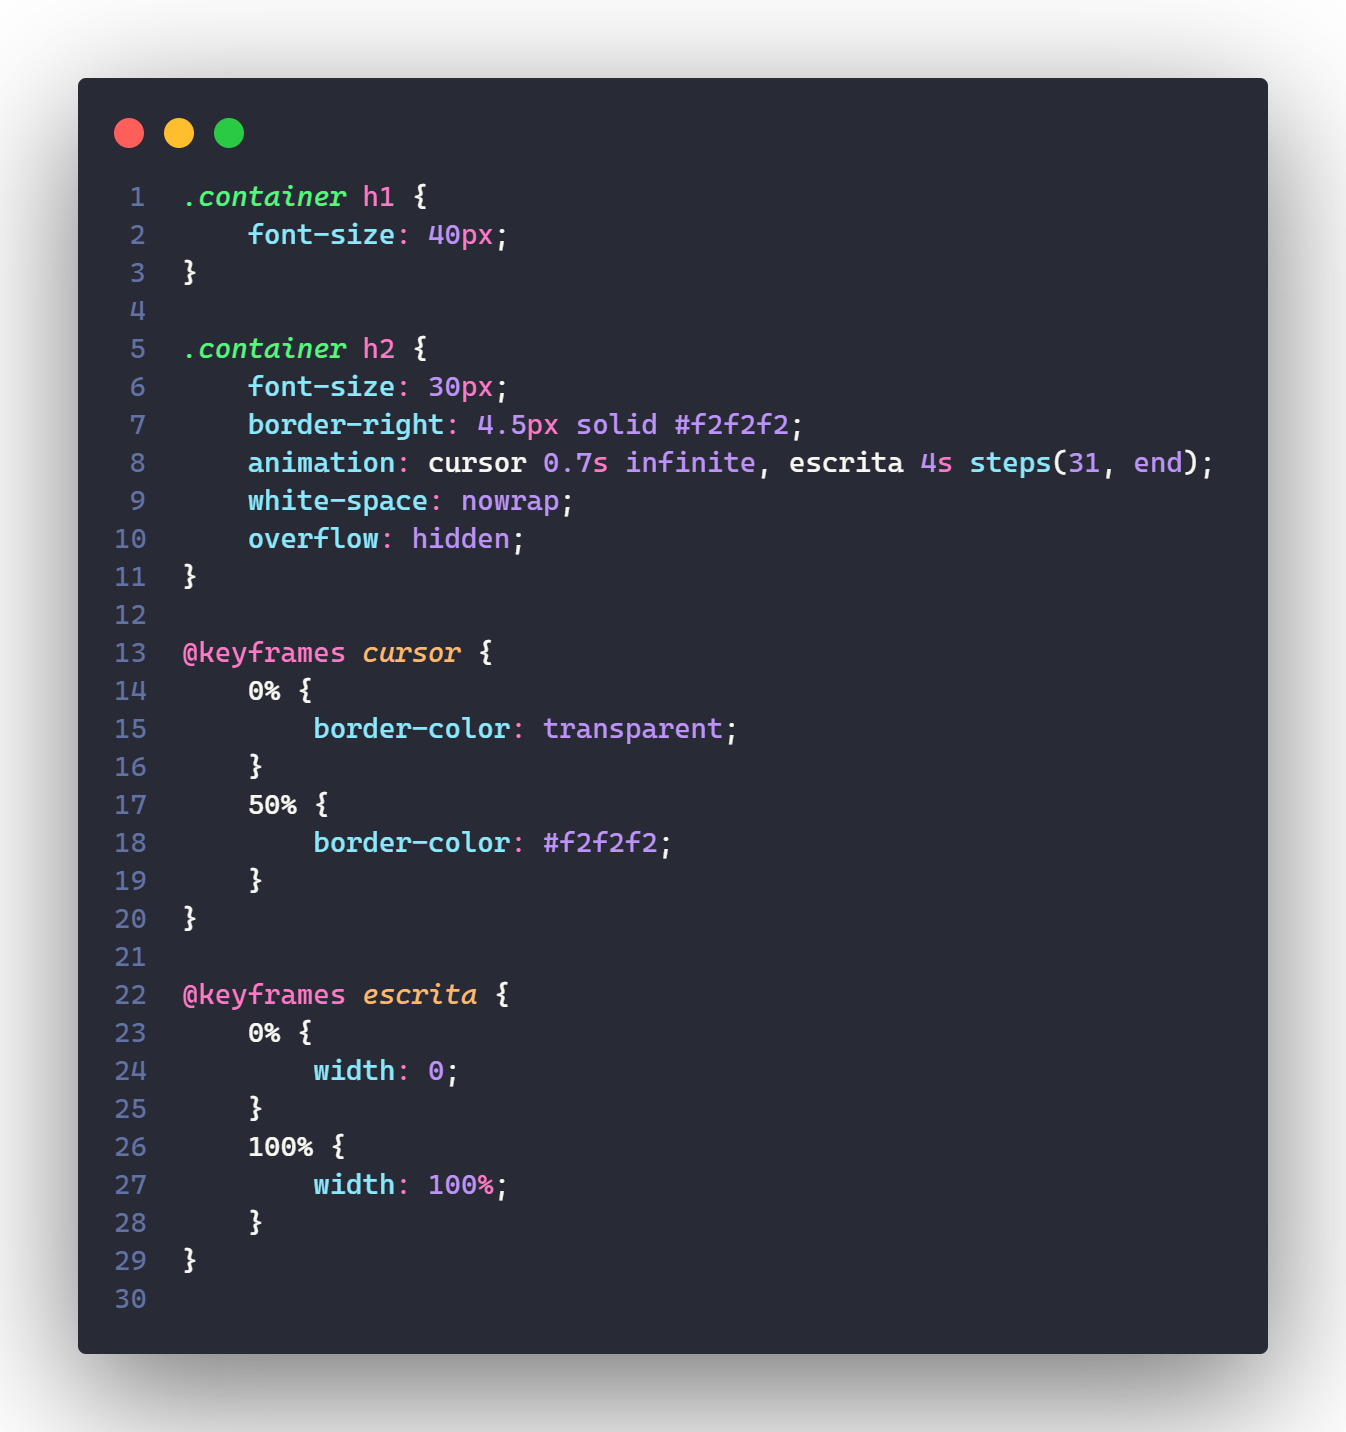 1 .container h1 {
2     font-size: 40px;
3 }
4
5 .container h2 {
6     font-size: 30px;
7     border-right: 4.5px solid #f2f2f2;
8     animation: cursor 0.7s infinite, escrita 4s steps(31, end);
9     white-space: nowrap;
10     overflow: hidden;
11 }
12
13 @keyframes cursor {
14     0% {
15         border-color: transparent;
16     }
17     50% {
18         border-color: #f2f2f2;
19     }
20 }
21
22 @keyframes escrita {
23     0% {
24         width: 0;
25     }
26     100% {
27         width: 100%;
28     }
29 }
30